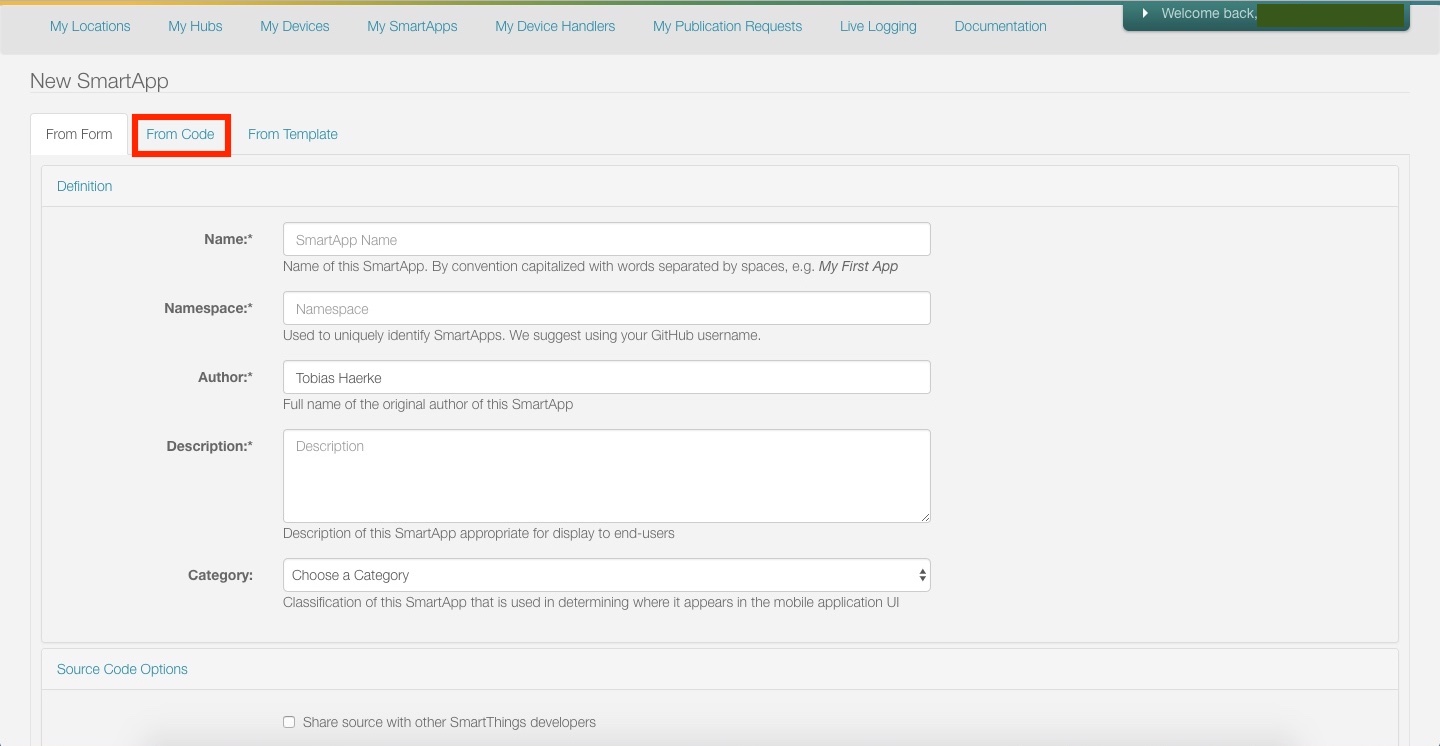 My Locations My Hubs My Devices My SmartApps My Device Handlers My Publication Requests Live Logging Documentation Welcome back,
New SmartApp
From Form From Code From Template
Definition
Name:* SmartApp Name
Name of this SmartApp. By convention capitalized with words separated by spaces, e.g. My First App
Namespace:* Namespace
Used to uniquely identify SmartApps. We suggest using your GitHub username.
Author:* Tobias Haerke
Full name of the original author of this SmartApp
Description:* Description
Description of this SmartApp appropriate for display to end-users
Category: Choose a Category
Classification of this SmartApp that is used in determining where it appears in the mobile application UI
Source Code Options
Share source with other SmartThings developers